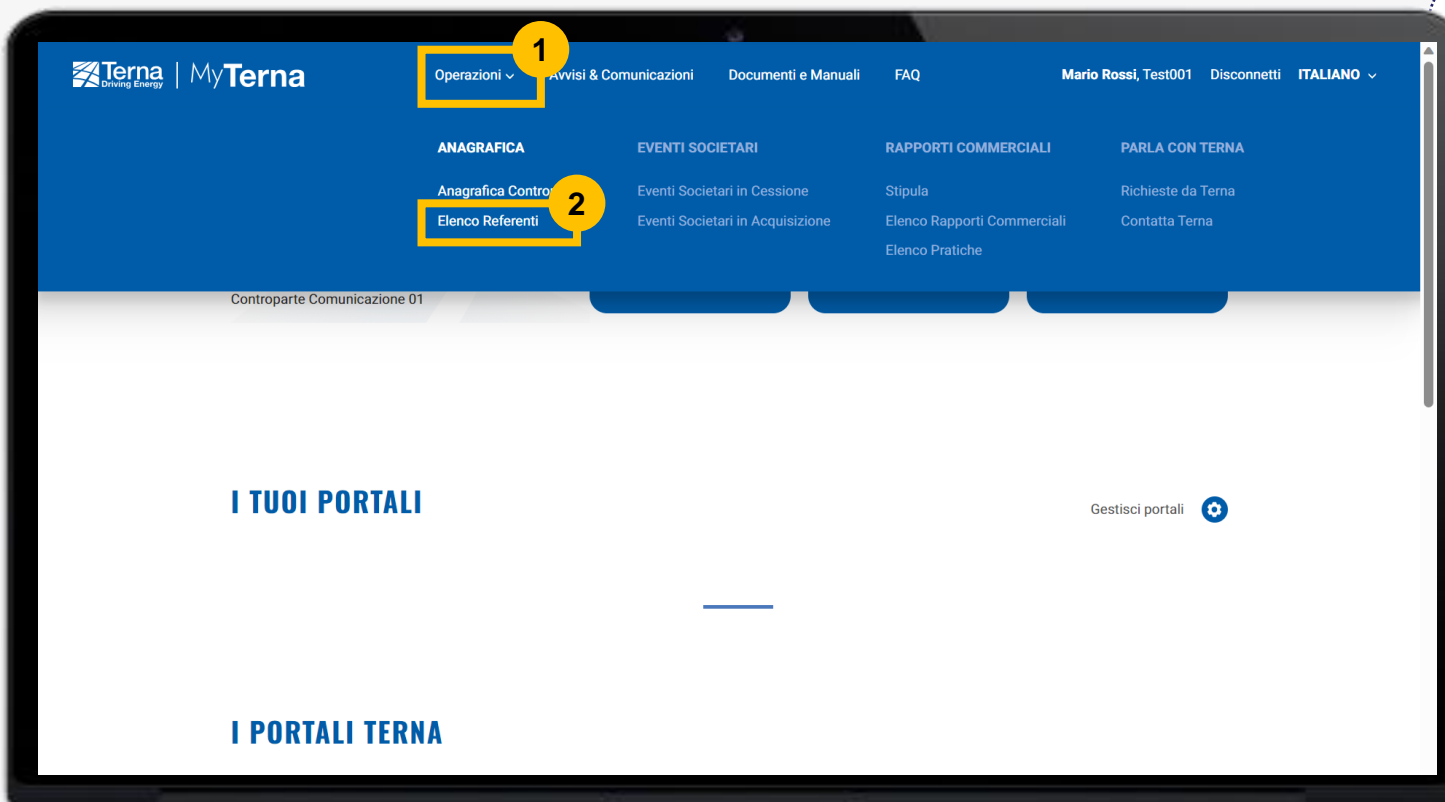 1
Terna
Driving Energy
MyTerna
Operazioni
Avvisi & Comunicazioni
Documenti e Manuali
FAQ
Mario Rossi, Test001
Disconnetti
ITALIANO
ANAGRAFICA
Anagrafica
2
Elenco Referenti
EVENTI SOCIETARI
Eventi Societari in Cessione
Eventi Societari in Acquisizione
RAPPORTI COMMERCIALI
Stipula
Elenco Rapporti Commerciali
Elenco Pratiche
PARLA CON TERNA
Richieste da Terna
Contatta Terna
Controparte Comunicazione 01
I TUOI PORTALI
Gestisci portali
I PORTALI TERNA